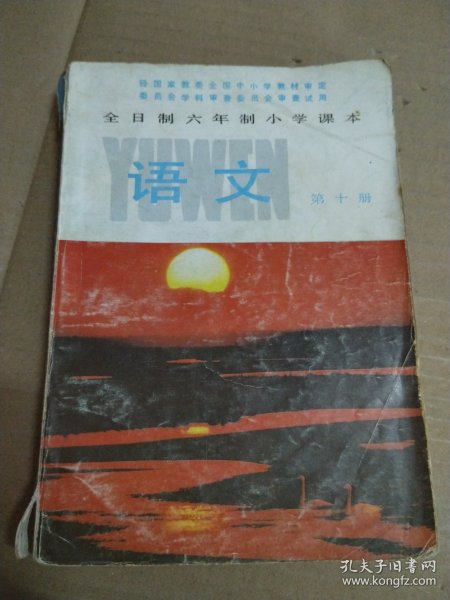 经国家教委全国中小学教材审定
委员会学科审查委员会审查试用
全日制六年制小学课本
YUWEN
语文
第十册
孔夫子旧书网
www.kongfz.com